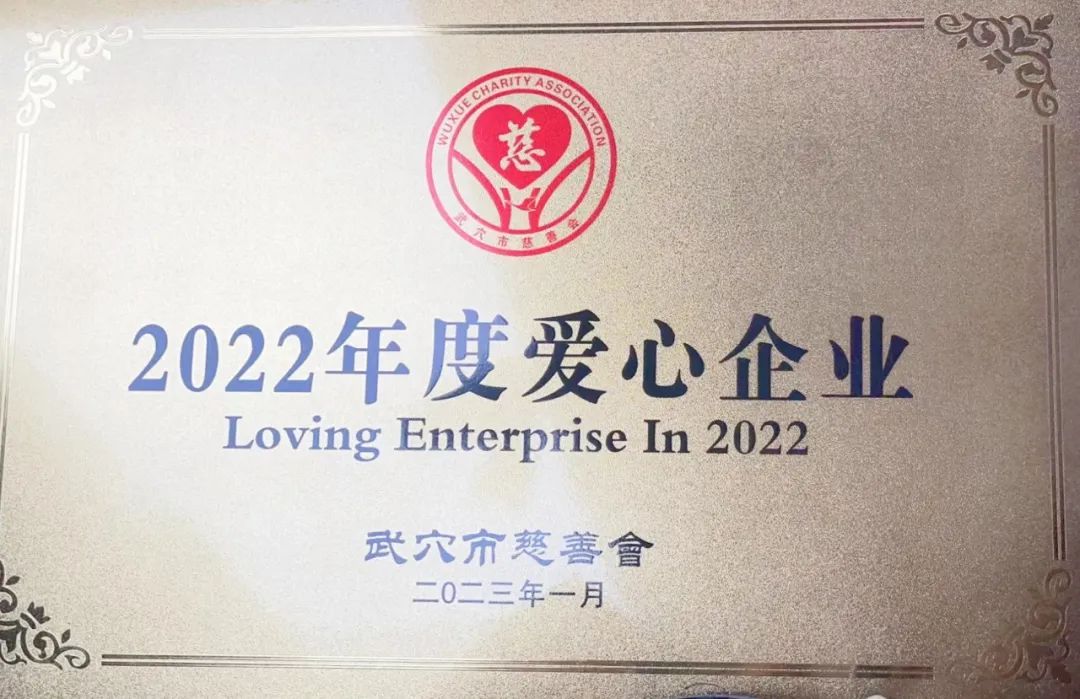 WUXUE CHARITY ASSOCIATION
慈
武穴市慈善会
2022年度爱心企业
Loving Enterprise In 2022
武穴市慈善會
二〇二三年一月